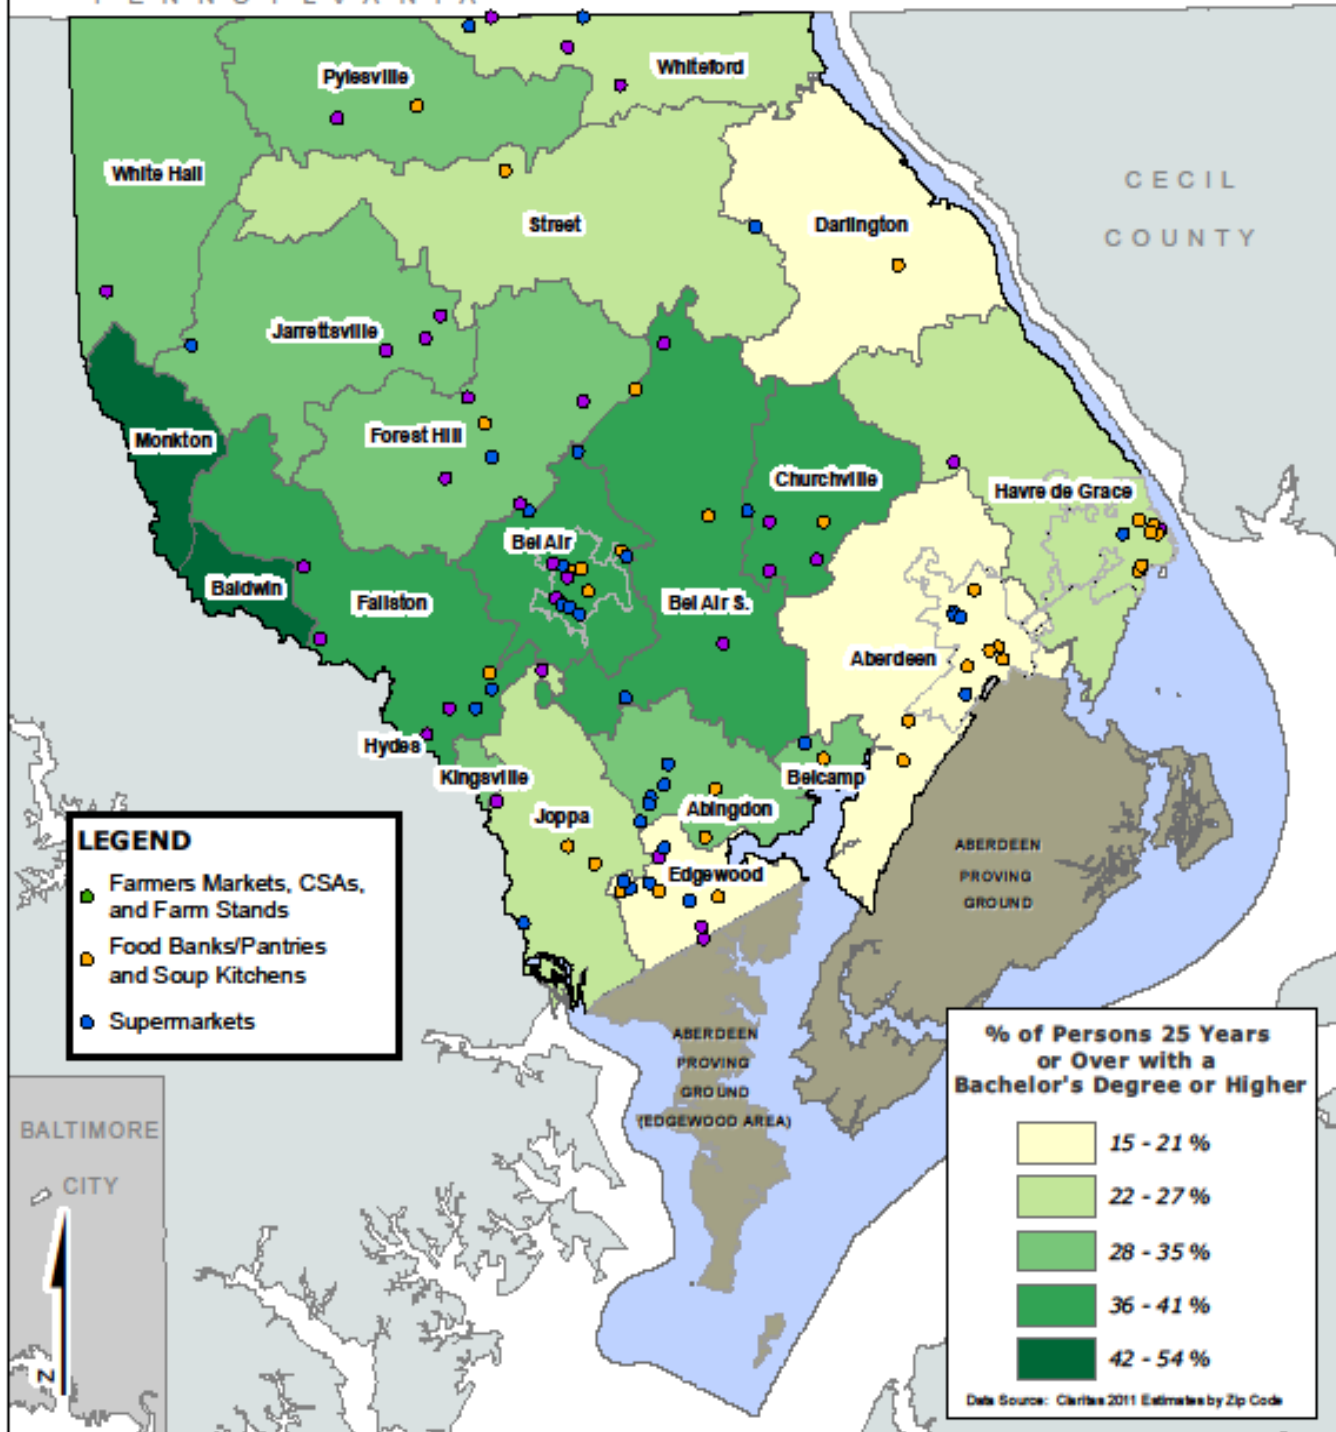 PENNSYLVANIA
Whiteford
Pylesville
White Hall
CECIL
COUNTY
Street
Darlington
Jarrettsville
Monkton
Forest Hill
Churchville
Havre de Grace
Bel Air
Baldwin
Fallston
Bel Air S.
Aberdeen
Hydes
Kingsville
Belcamp
Joppa
Abingdon
Edgewood
ABERDEEN
PROVING
GROUND
LEGEND
Farmers Markets, CSAs,
and Farm Stands
Food Banks/Pantries
and Soup Kitchens
Supermarkets
ABERDEEN
PROVING
GROUND
(EDGEWOOD AREA)
BALTIMORE
CITY
N
% of Persons 25 Years
or Over with a
Bachelor's Degree or Higher
15 - 21 %
22 - 27 %
28 - 35 %
36 - 41 %
42 - 54 %
Data Source: Claritas 2011 Estimates by Zip Code